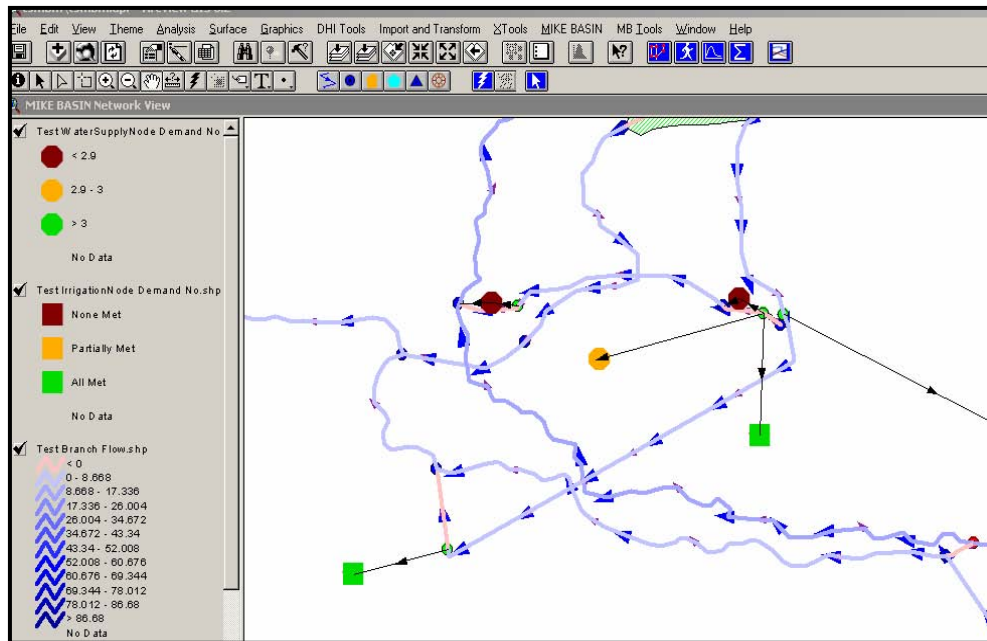 File Edit View Theme Analysis Surface Graphics DHI Tools Import and Transform XTools MIKE BASIN MB Tools Window Help
T
MIKE BASIN Network View
TestWaterSupplyNode Demand No
< 2.9
2.9 - 3
> 3
No Data
Test IrrigationNode Demand No.shp
None Met
Partially Met
All Met
No Data
Test Branch Flow.shp
< 0
0 - 8.668
8.668 - 17.336
17.336 - 26.004
26.004 - 34.672
34.672 - 43.34
43.34 - 52.008
52.008 - 60.676
60.676 - 69.344
69.344 - 78.012
78.012 - 86.68
> 86.68
No Data